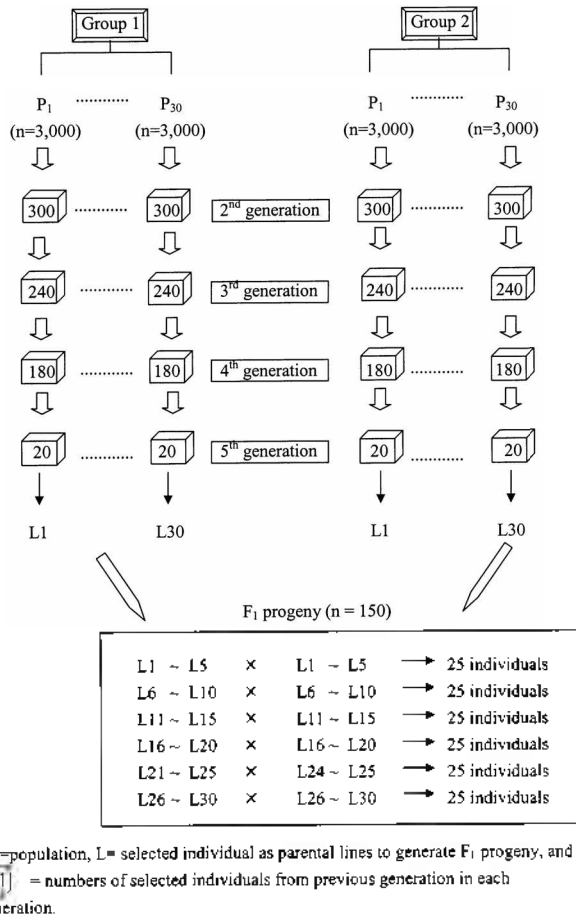 Group 1 Group 2
P1 ............ P30 P1 ............ P30
(n=3,000) (n=3,000) (n=3,000) (n=3,000)
300 ............ 300 2nd generation 300 ............ 300
240 ............ 240 3rd generation 240 ............ 240
180 ............ 180 4th generation 180 ............ 180
20 ............ 20 5th generation 20 ............ 20
L1 L30 L1 L30
F1 progeny (n = 150)
L1 ~ L5 × L1 ~ L5 → 25 individuals
L6 ~ L10 × L6 ~ L10 → 25 individuals
L11 ~ L15 × L11 ~ L15 → 25 individuals
L16 ~ L20 × L16 ~ L20 → 25 individuals
L21 ~ L25 × L24 ~ L25 → 25 individuals
L26 ~ L30 × L26 ~ L30 → 25 individuals
=population, L= selected individual as parental lines to generate F1 progeny, and
= numbers of selected individuals from previous generation in each